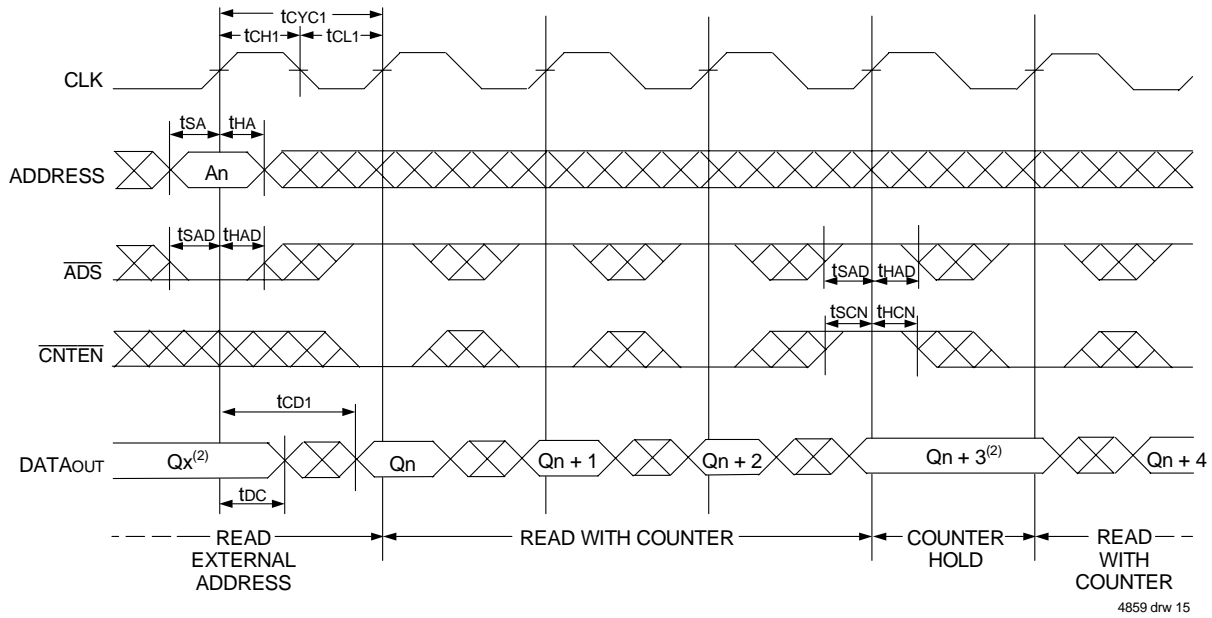 tCYC1
tCH1 tCL1
CLK
tSA tHA
ADDRESS An
tSAD tHAD
ADS
tSAD tHAD
tSCN tHCN
CNTEN
tCD1
DATAOUT Qx(2) Qn Qn + 1 Qn + 2 Qn + 3(2) Qn + 4
tDC
READ EXTERNAL ADDRESS
READ WITH COUNTER
COUNTER HOLD
READ WITH COUNTER
4859 drw 15